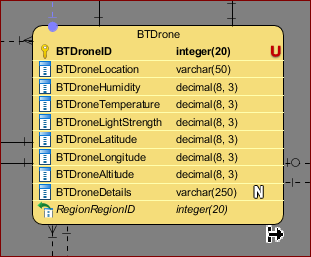 BTDrone
BTDroneID integer(20) U
BTDroneLocation varchar(50)
BTDroneHumidity decimal(8, 3)
BTDroneTemperature decimal(8, 3)
BTDroneLightStrength decimal(8, 3)
BTDroneLatitude decimal(8, 3)
BTDroneLongitude decimal(8, 3)
BTDroneAltitude decimal(8, 3)
BTDroneDetails varchar(250) N
RegionRegionID integer(20)